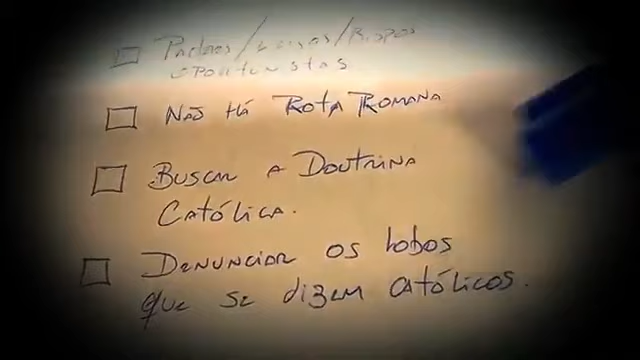 Padres/Leigos/Bispos
oportunistas.
Não há Rota Romana
Buscar a Doutrina
Católica.
Denunciar os lobos
que se dizem católicos.